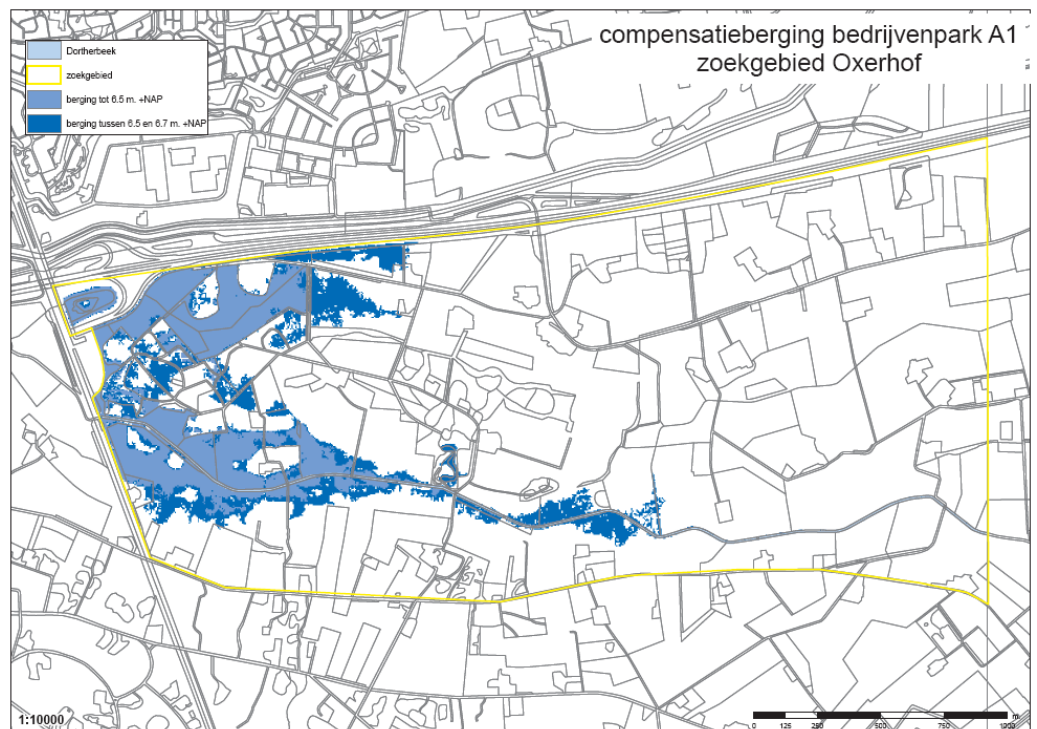 compensatieberging bedrijvenpark A1
zoekgebied Oxerhof
Dortherbeek
zoekgebied
berging tot 6.5 m. +NAP
berging tussen 6.5 en 6.7 m. +NAP
1:10000
m
0 125 250 500 750 1000